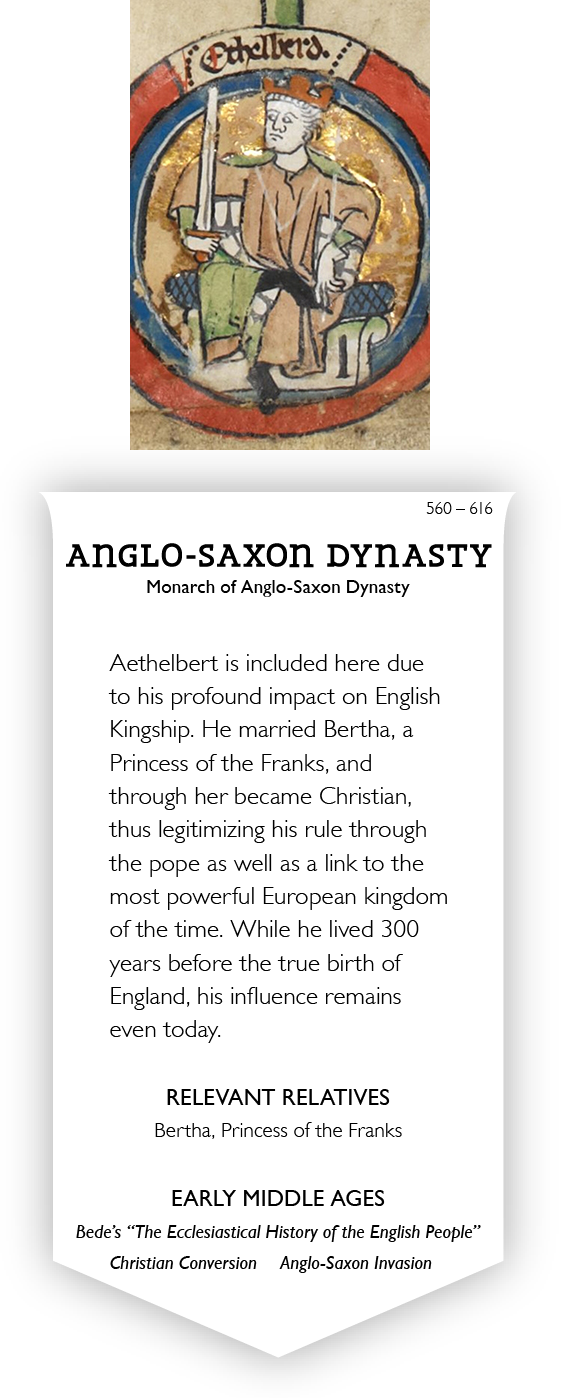 Ethelberd.
560 – 616
ANGLO-SAXON DYNASTY
Monarch of Anglo-Saxon Dynasty
Aethelbert is included here due
to his profound impact on English
Kingship. He married Bertha, a
Princess of the Franks, and
through her became Christian,
thus legitimizing his rule through
the pope as well as a link to the
most powerful European kingdom
of the time. While he lived 300
years before the true birth of
England, his influence remains
even today.
RELEVANT RELATIVES
Bertha, Princess of the Franks
EARLY MIDDLE AGES
Bede’s “The Ecclesiastical History of the English People”
Christian Conversion Anglo-Saxon Invasion